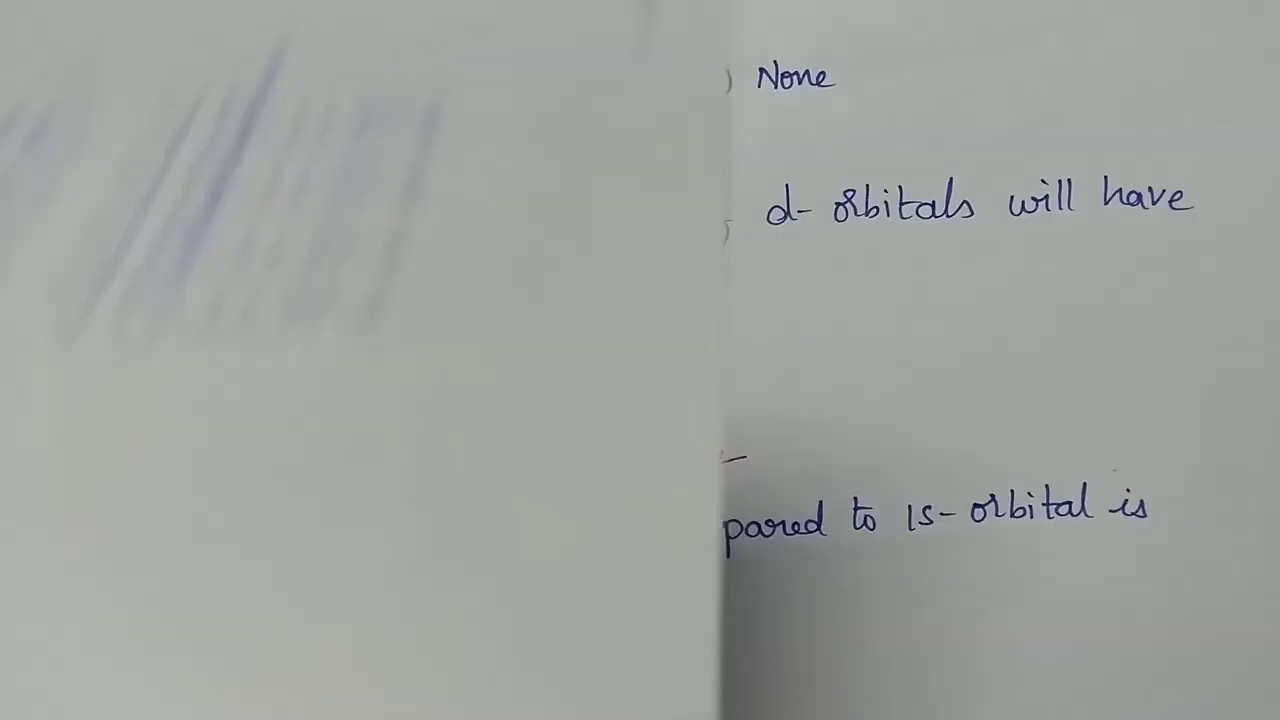 ) None
d- orbitals will have
pared to 1s- orbital is